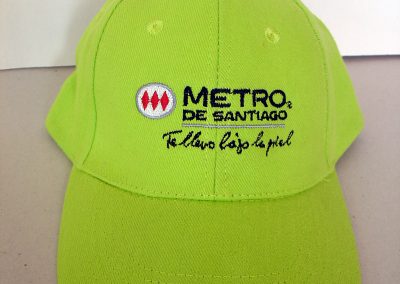 METRO
DE SANTIAGO
Te llevo bajo la piel